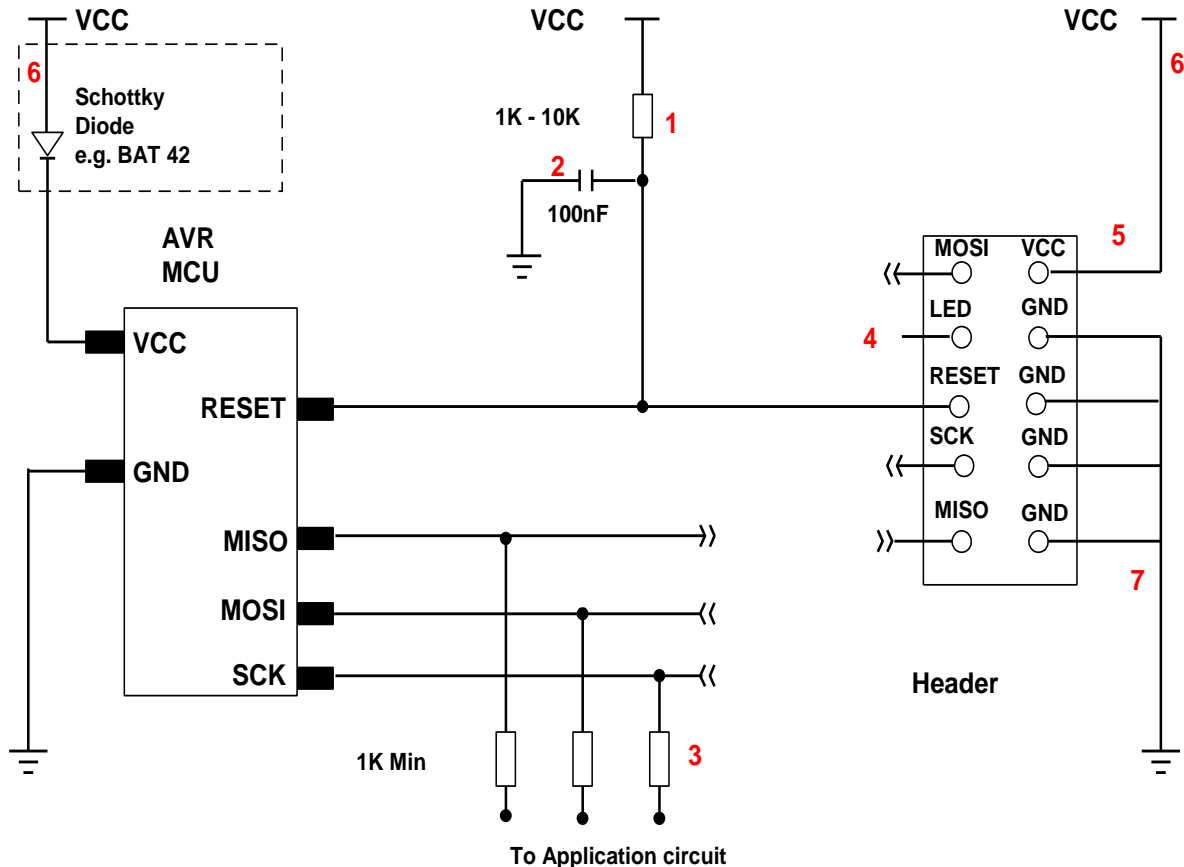 VCC
VCC
VCC
6
6
Schottky
Diode
e.g. BAT 42
1K - 10K
1
2
100nF
AVR
MCU
MOSI
VCC
5
LED
GND
4
VCC
RESET
GND
RESET
SCK
GND
GND
MISO
GND
MISO
7
MOSI
SCK
Header
1K Min
3
To Application circuit